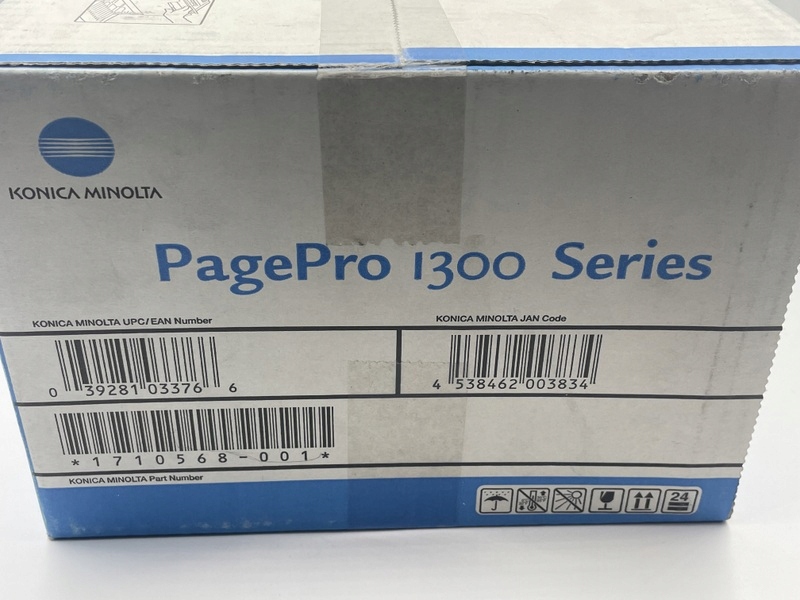 KONICA MINOLTA
PagePro 1300 Series
KONICA MINOLTA UPC/EAN Number
KONICA MINOLTA JAN Code
0 39281 03376 6
4 538462 003834
*1710568-001*
KONICA MINOLTA Part Number
24